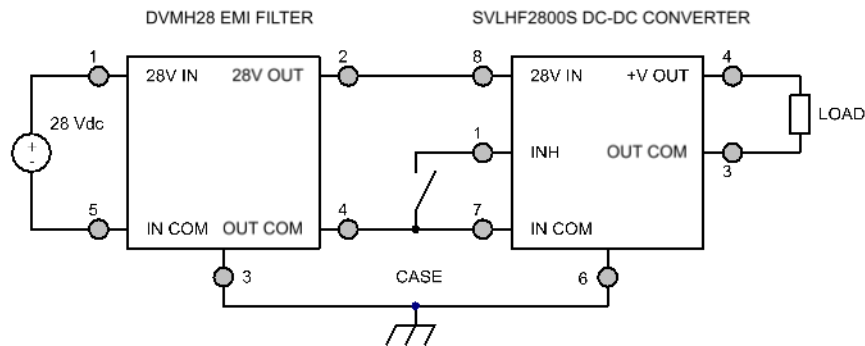 DVMH28 EMI FILTER
SVLHF2800S DC-DC CONVERTER
1
28V IN
28V OUT
2
8
28V IN
+V OUT
4
28 Vdc
+
-
1
INH
OUT COM
3
LOAD
5
IN COM
OUT COM
4
7
IN COM
3
CASE
6